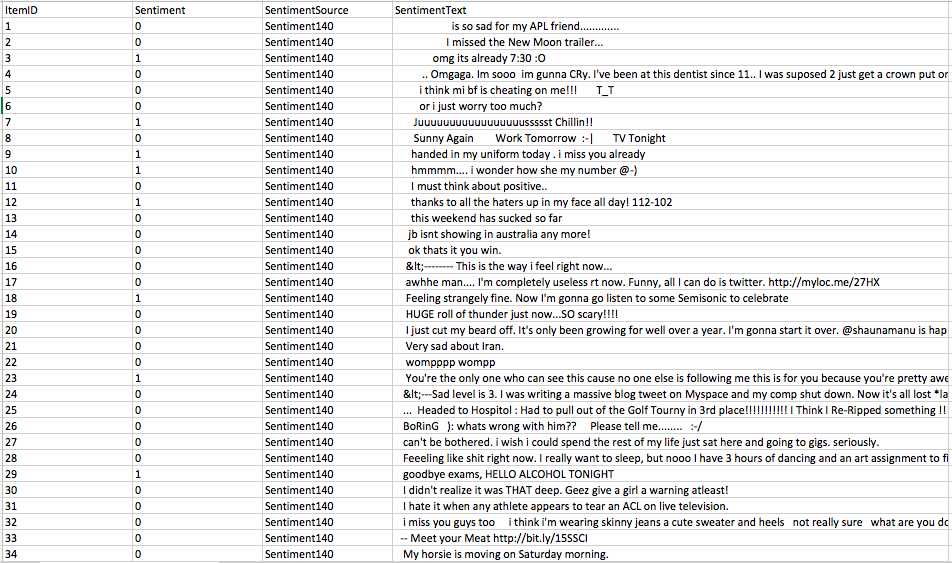 ItemID Sentiment SentimentSource SentimentText
1 0 Sentiment140 is so sad for my APL friend.............
2 0 Sentiment140 I missed the New Moon trailer...
3 1 Sentiment140 omg its already 7:30 :O
4 0 Sentiment140 .. Omgaga. Im sooo im gunna CRy. I've been at this dentist since 11.. I was suposed 2 just get a crown put on
5 0 Sentiment140 i think mi bf is cheating on me!!! T_T
6 0 Sentiment140 or i just worry too much?
7 1 Sentiment140 Juuuuuuuuuuuuuuuuussssst Chillin!!
8 0 Sentiment140 Sunny Again Work Tomorrow :-| TV Tonight
9 1 Sentiment140 handed in my uniform today . i miss you already
10 1 Sentiment140 hmmmm.... i wonder how she my number @-)
11 0 Sentiment140 I must think about positive..
12 1 Sentiment140 thanks to all the haters up in my face all day! 112-102
13 0 Sentiment140 this weekend has sucked so far
14 0 Sentiment140 jb isnt showing in australia any more!
15 0 Sentiment140 ok thats it you win.
16 0 Sentiment140 &lt;-------- This is the way i feel right now...
17 0 Sentiment140 awhhe man.... I'm completely useless rt now. Funny, all I can do is twitter. http://myloc.me/27HX
18 1 Sentiment140 Feeling strangely fine. Now I'm gonna go listen to some Semisonic to celebrate
19 0 Sentiment140 HUGE roll of thunder just now...SO scary!!!!
20 0 Sentiment140 I just cut my beard off. It's only been growing for well over a year. I'm gonna start it over. @shaunamanu is hap
21 0 Sentiment140 Very sad about Iran.
22 0 Sentiment140 wompppp wompp
23 1 Sentiment140 You're the only one who can see this cause no one else is following me this is for you because you're pretty awe
24 0 Sentiment140 &lt;---Sad level is 3. I was writing a massive blog tweet on Myspace and my comp shut down. Now it's all lost *la
25 0 Sentiment140 ... Headed to Hospitol : Had to pull out of the Golf Tourny in 3rd place!!!!!!!!!!! I Think I Re-Ripped something !!
26 0 Sentiment140 BoRinG ): whats wrong with him?? Please tell me........ :-/
27 0 Sentiment140 can't be bothered. i wish i could spend the rest of my life just sat here and going to gigs. seriously.
28 0 Sentiment140 Feeeling like shit right now. I really want to sleep, but nooo I have 3 hours of dancing and an art assignment to fi
29 1 Sentiment140 goodbye exams, HELLO ALCOHOL TONIGHT
30 0 Sentiment140 I didn't realize it was THAT deep. Geez give a girl a warning atleast!
31 0 Sentiment140 I hate it when any athlete appears to tear an ACL on live television.
32 0 Sentiment140 i miss you guys too i think i'm wearing skinny jeans a cute sweater and heels not really sure what are you do
33 0 Sentiment140 -- Meet your Meat http://bit.ly/15SSCI
34 0 Sentiment140 My horsie is moving on Saturday morning.